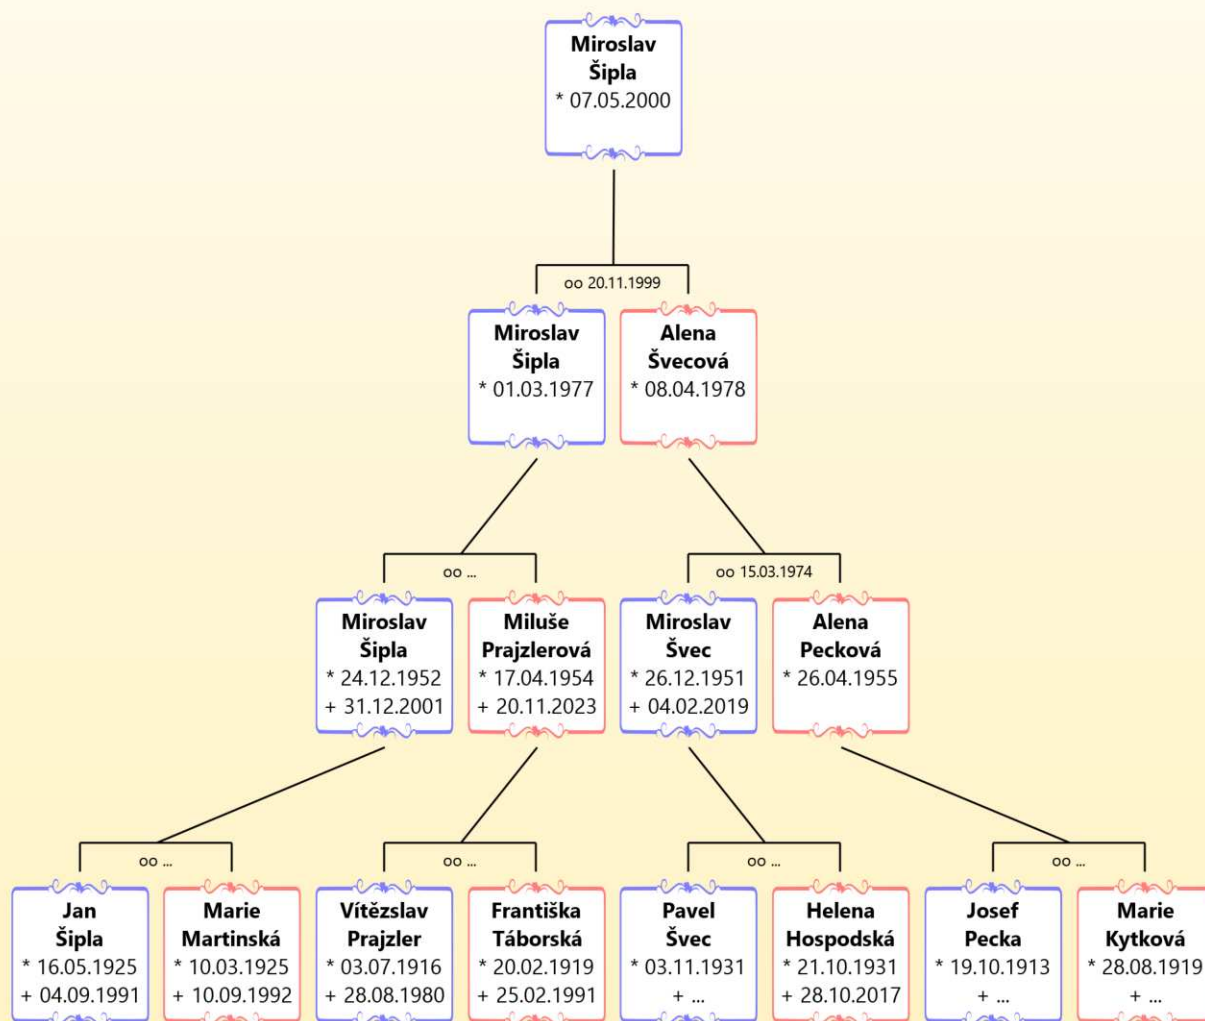 Miroslav
Šipla
* 07.05.2000
oo 20.11.1999
Miroslav
Šipla
* 01.03.1977
Alena
Švecová
* 08.04.1978
oo ...
oo 15.03.1974
Miroslav
Šipla
* 24.12.1952
+ 31.12.2001
Miluše
Prajzlerová
* 17.04.1954
+ 20.11.2023
Miroslav
Švec
* 26.12.1951
+ 04.02.2019
Alena
Pecková
* 26.04.1955
oo ...
oo ...
oo ...
oo ...
Jan
Šipla
* 16.05.1925
+ 04.09.1991
Marie
Martinská
* 10.03.1925
+ 10.09.1992
Vítězslav
Prajzler
* 03.07.1916
+ 28.08.1980
Františka
Táborská
* 20.02.1919
+ 25.02.1991
Pavel
Švec
* 03.11.1931
+ ...
Helena
Hospodská
* 21.10.1931
+ 28.10.2017
Josef
Pecka
* 19.10.1913
+ ...
Marie
Kytková
* 28.08.1919
+ ...